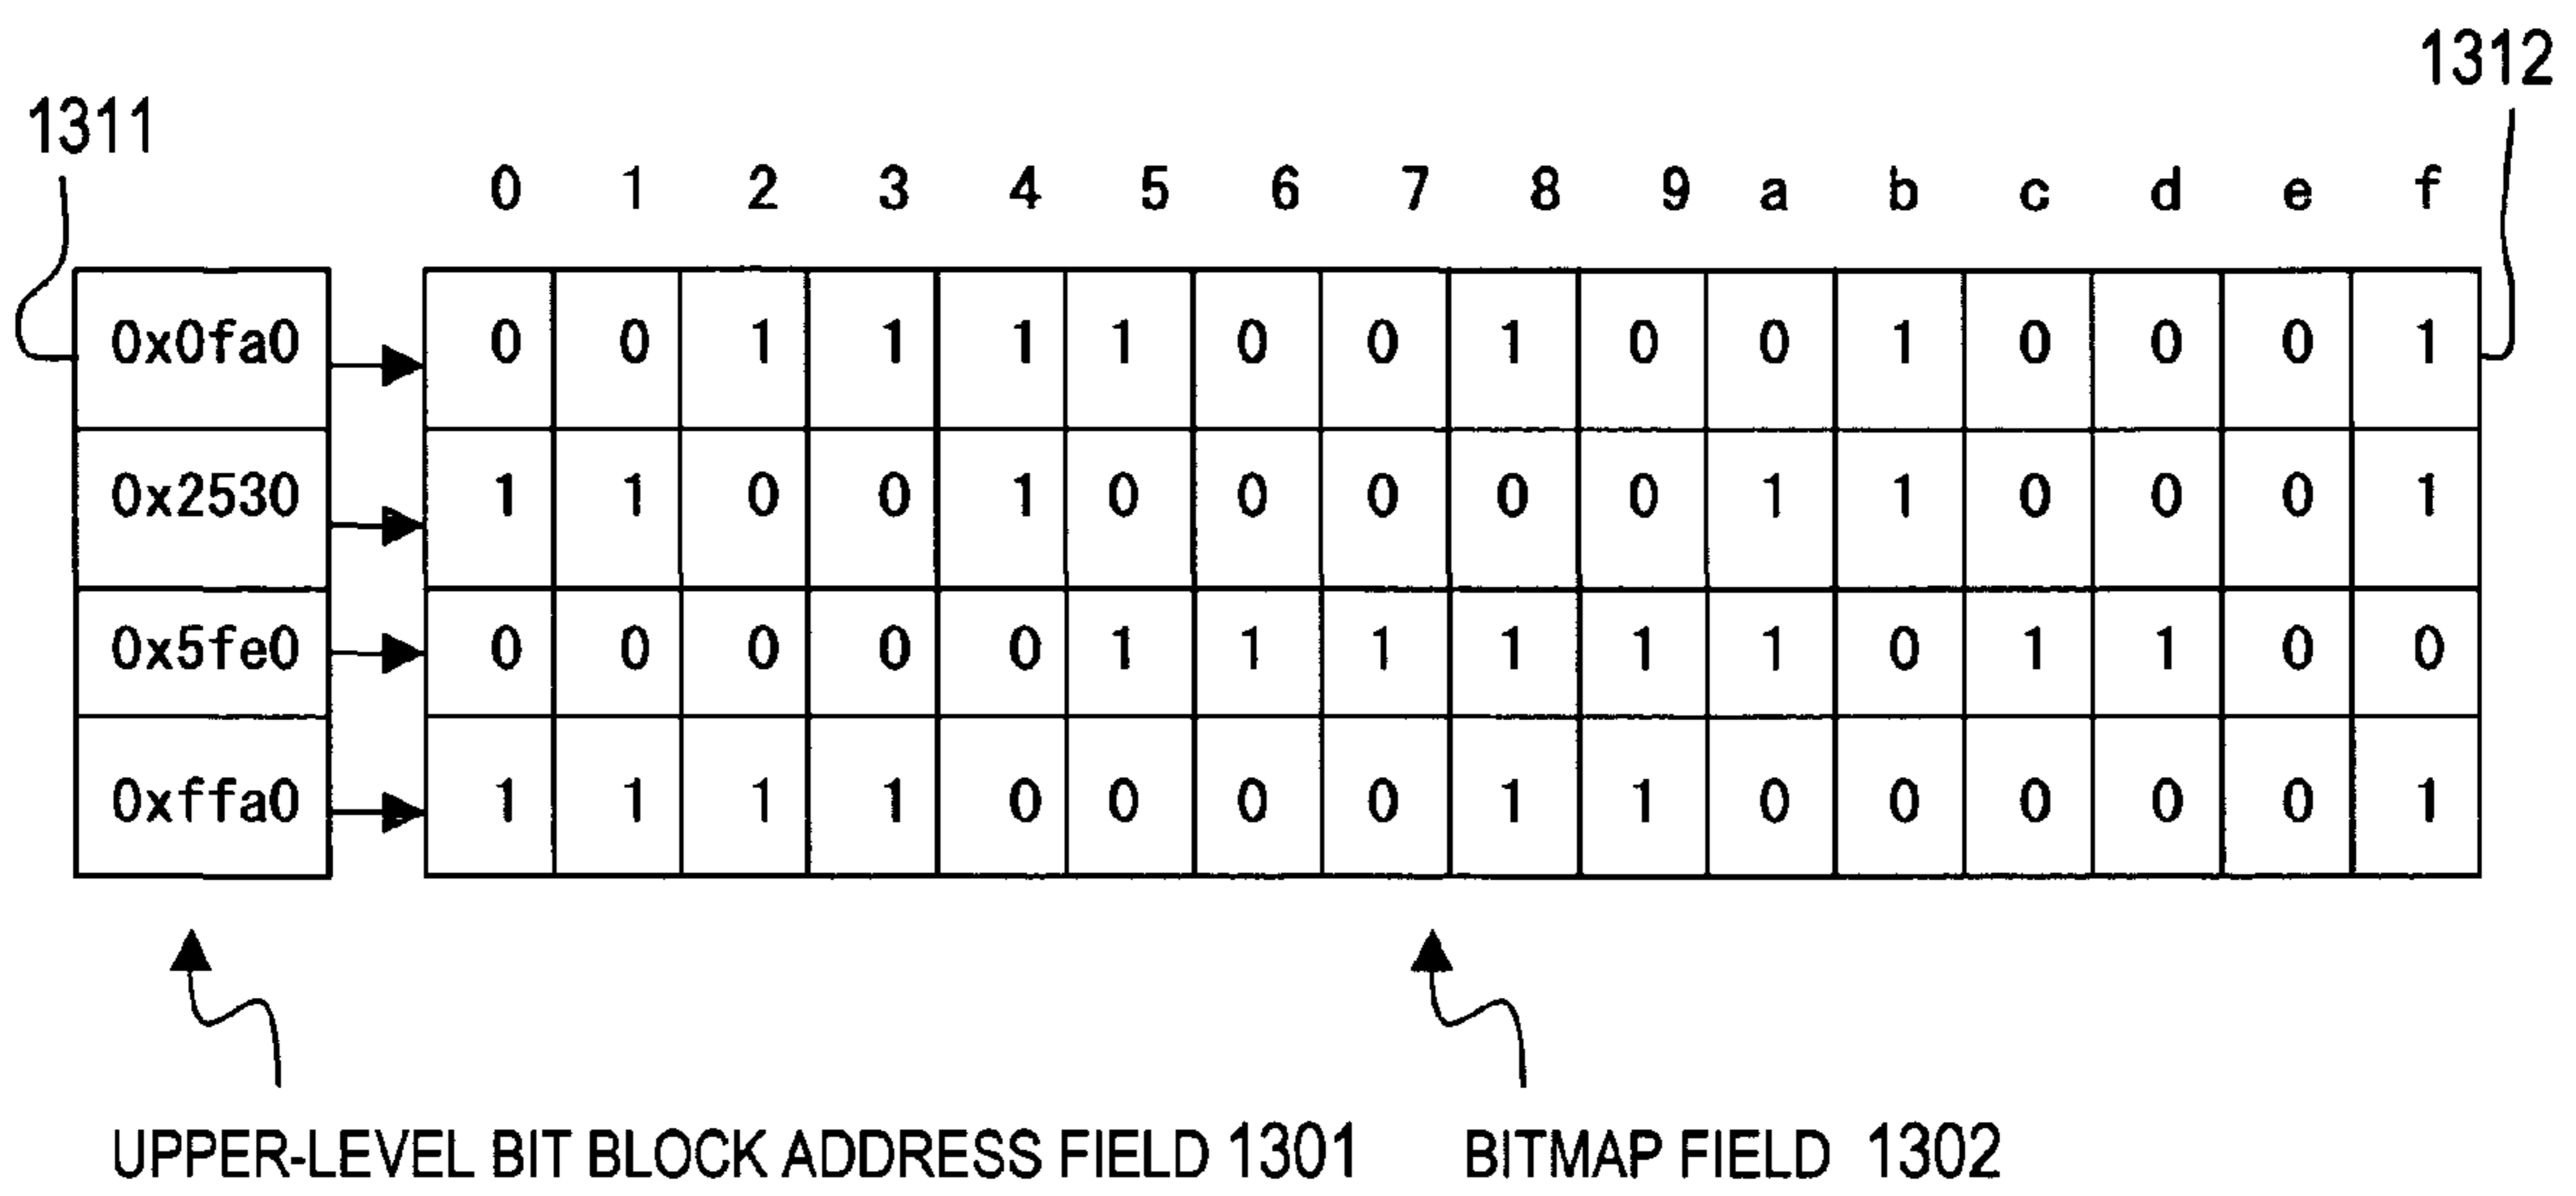 1312
1311
0 1 2 3 4 5 6 7 8 9 a b c d e f
0x0fa0 0 0 1 1 1 1 0 0 1 0 0 1 0 0 0 1
0x2530 1 1 0 0 1 0 0 0 0 0 1 1 0 0 0 1
0x5fe0 0 0 0 0 0 1 1 1 1 1 1 0 1 1 0 0
0xffa0 1 1 1 1 0 0 0 0 1 1 0 0 0 0 0 1
UPPER-LEVEL BIT BLOCK ADDRESS FIELD 1301 BITMAP FIELD 1302